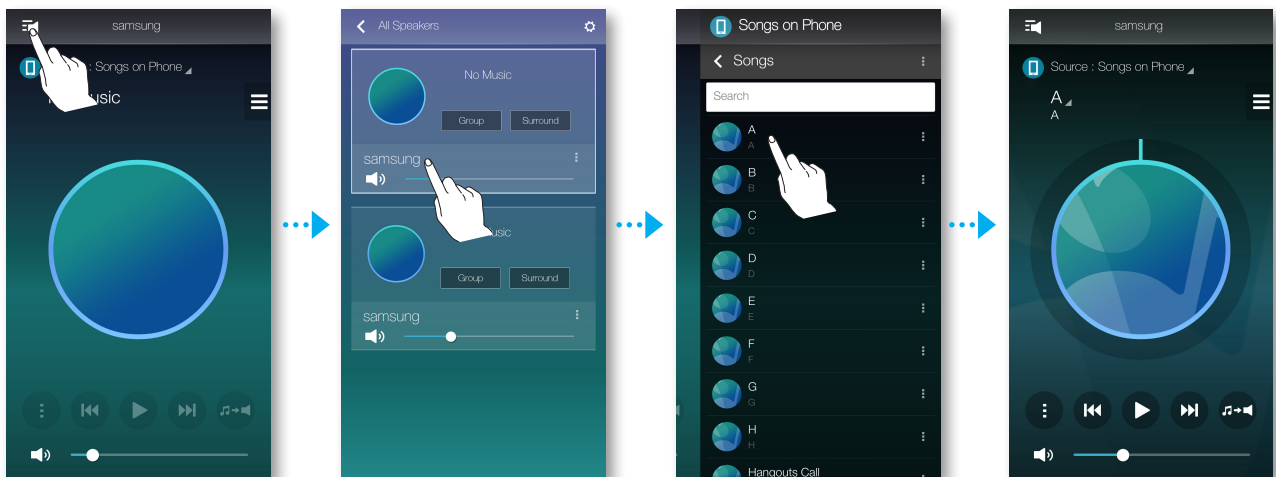 samsung
: Songs on Phone
usic
All Speakers
No Music
Group
Surround
samsung
usic
Group
Surround
samsung
Songs on Phone
Songs
Search
A
A
B
B
C
C
D
D
E
E
F
F
G
G
H
H
Hangouts Call
samsung
Source : Songs on Phone
A
A